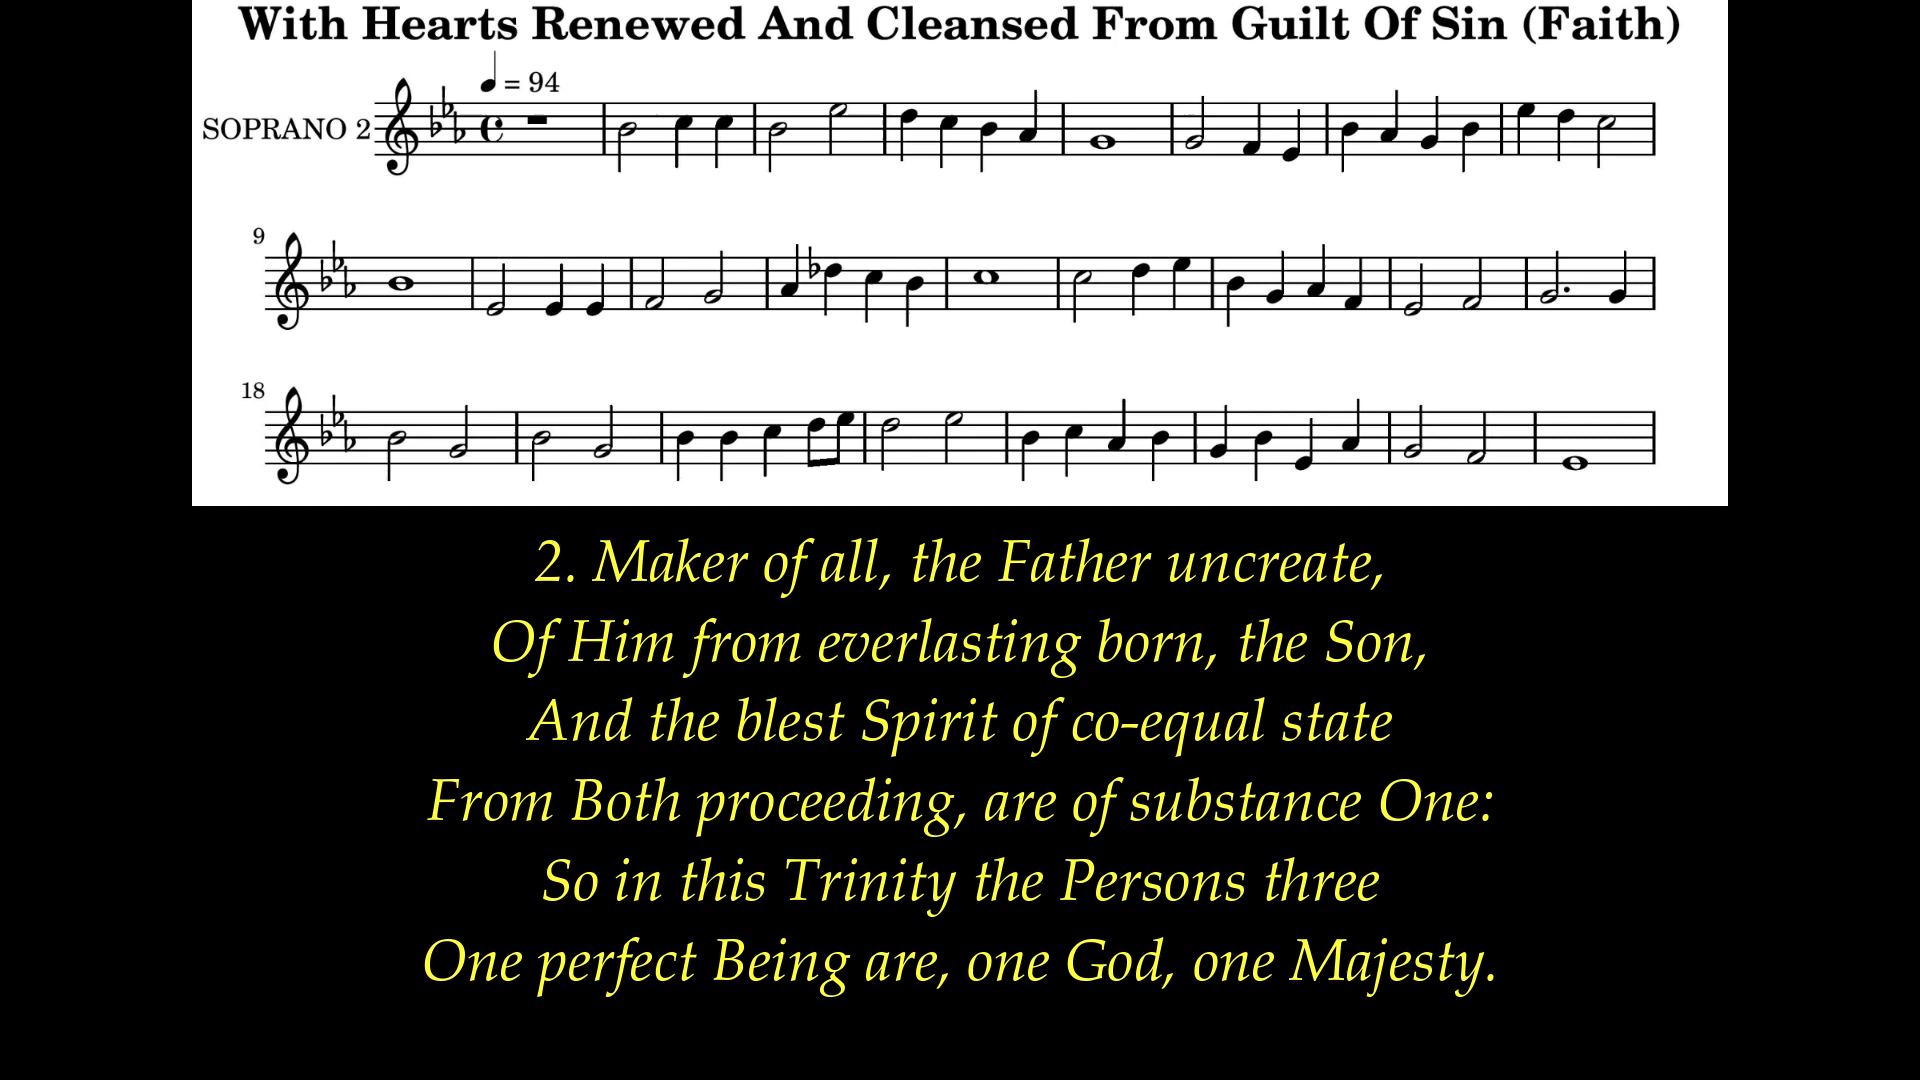 With Hearts Renewed And Cleansed From Guilt Of Sin (Faith)
= 94
SOPRANO 2
9
18
2. Maker of all, the Father uncreate,
Of Him from everlasting born, the Son,
And the blest Spirit of co-equal state
From Both proceeding, are of substance One:
So in this Trinity the Persons three
One perfect Being are, one God, one Majesty.